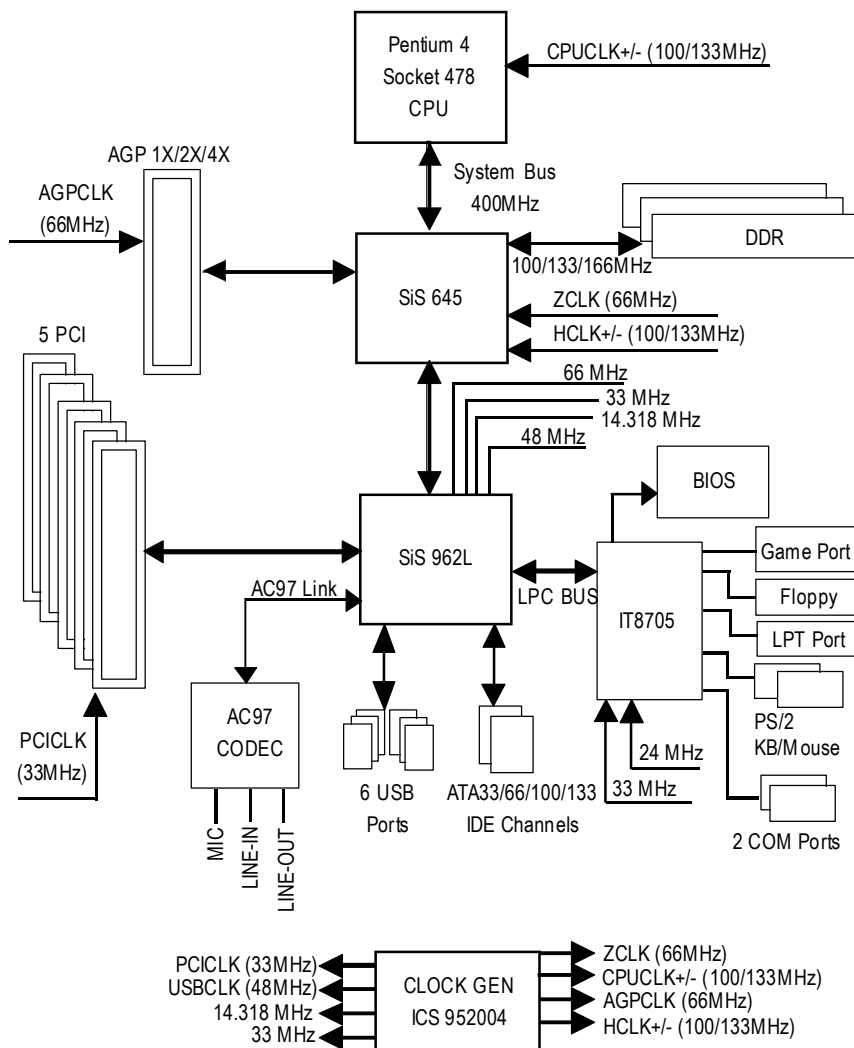 Pentium 4
Socket 478
CPU
CPUCLK+/- (100/133MHz)
AGP 1X/2X/4X
AGPCLK
(66MHz)
System Bus
400MHz
DDR
100/133/166MHz
SiS 645
ZCLK (66MHz)
HCLK+/- (100/133MHz)
5 PCI
66 MHz
33 MHz
14.318 MHz
48 MHz
BIOS
SiS 962L
Game Port
AC97 Link
LPC BUS
IT8705
Floppy
LPT Port
PCICLK
(33MHz)
AC97
CODEC
PS/2
KB/Mouse
24 MHz
33 MHz
6 USB
Ports
ATA33/66/100/133
IDE Channels
2 COM Ports
MIC
LINE-IN
LINE-OUT
PCICLK (33MHz)
USBCLK (48MHz)
14.318 MHz
33 MHz
CLOCK GEN
ICS 952004
ZCLK (66MHz)
CPUCLK+/- (100/133MHz)
AGPCLK (66MHz)
HCLK+/- (100/133MHz)